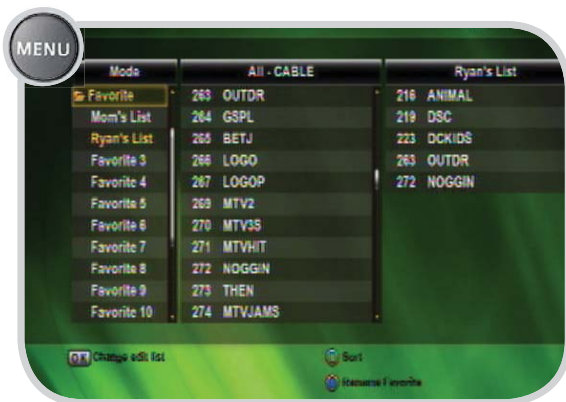 MENU
Mode
All - CABLE
Ryan's List
Favorite
263 OUTDR
216 ANIMAL
Mom's List
264 GSPL
219 DSC
Ryan's List
265 BETJ
223 DCKIDS
Favorite 3
266 LOGO
263 OUTDR
Favorite 4
267 LOGOP
272 NOGGIN
Favorite 5
269 MTV2
Favorite 6
270 MTV3S
Favorite 7
271 MTVHIT
Favorite 8
272 NOGGIN
Favorite 9
273 THEN
Favorite 10
274 MTVJAMS
OK Change edit list
Sort
Rename Favorite